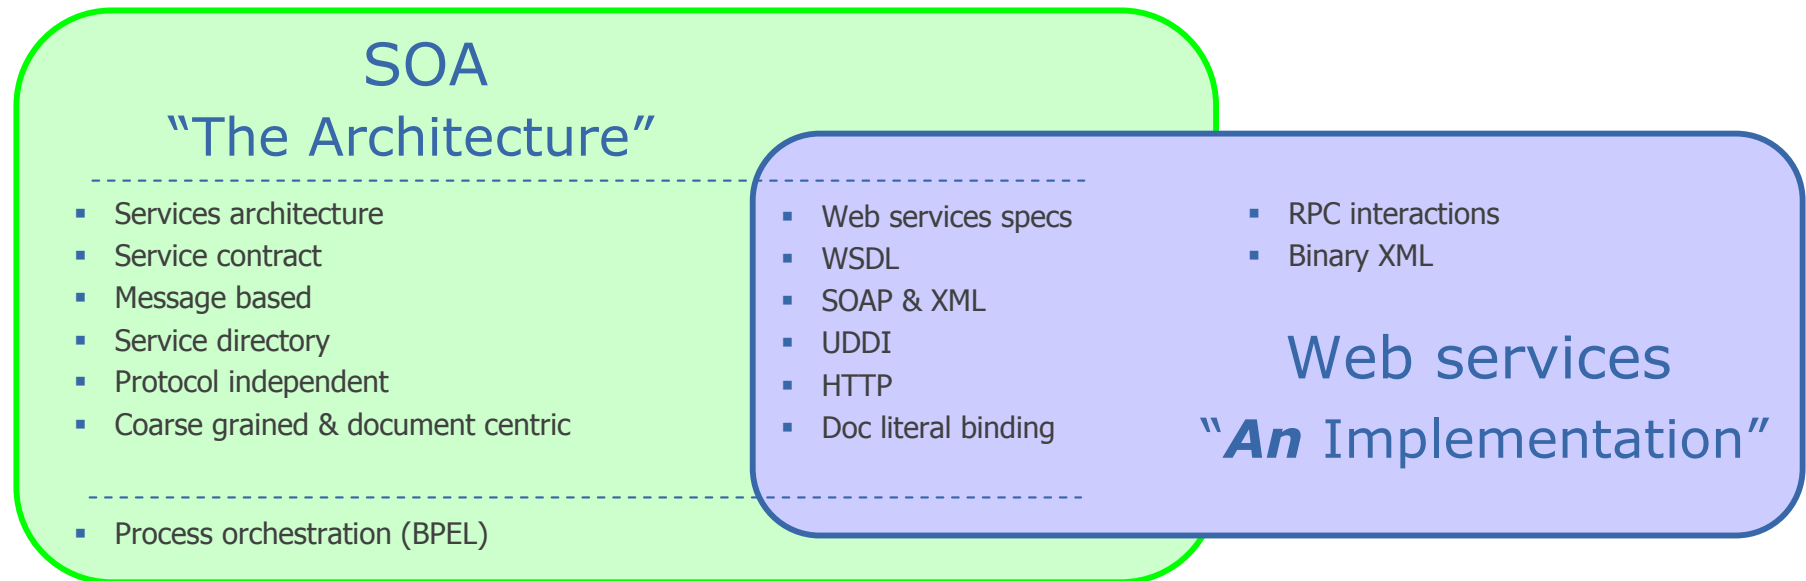 SOA
“The Architecture”
Services architecture
Service contract
Message based
Service directory
Protocol independent
Coarse grained & document centric
Process orchestration (BPEL)
Web services specs
WSDL
SOAP & XML
UDDI
HTTP
Doc literal binding
RPC interactions
Binary XML
Web services
“An Implementation”